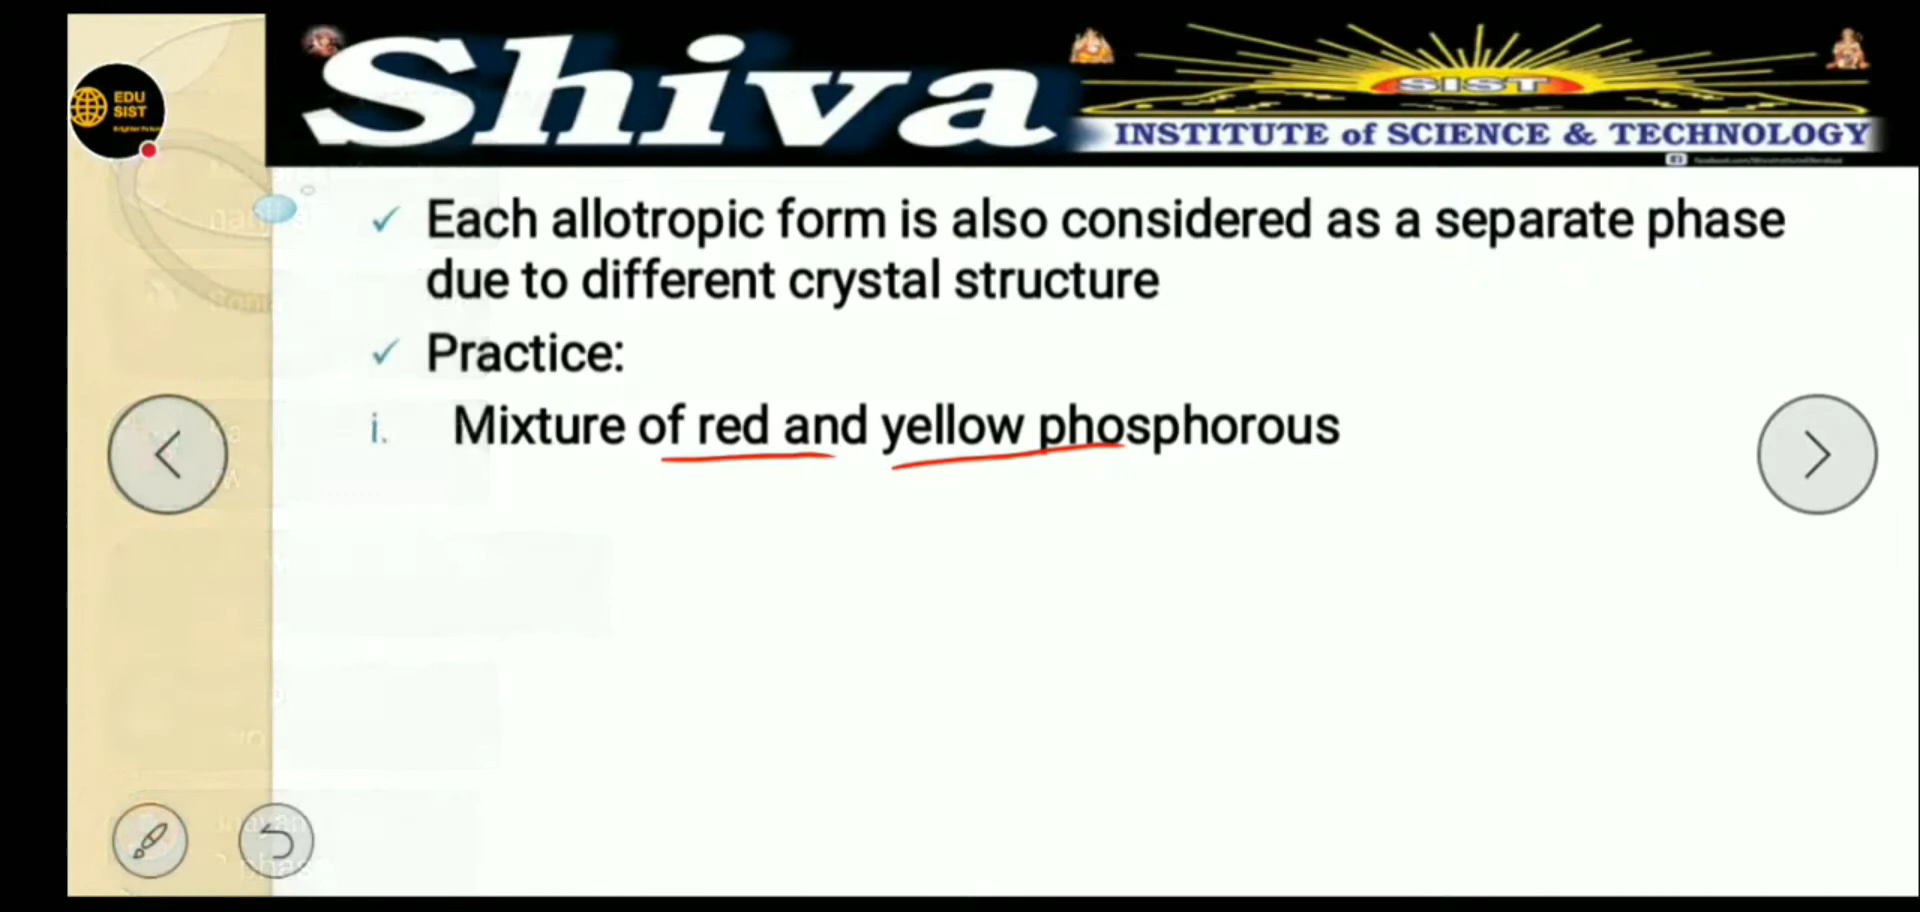 EDU
SIST
Shiva
SIST
INSTITUTE of SCIENCE & TECHNOLOGY
✓ Each allotropic form is also considered as a separate phase
due to different crystal structure
✓ Practice:
i. Mixture of red and yellow phosphorous
phas